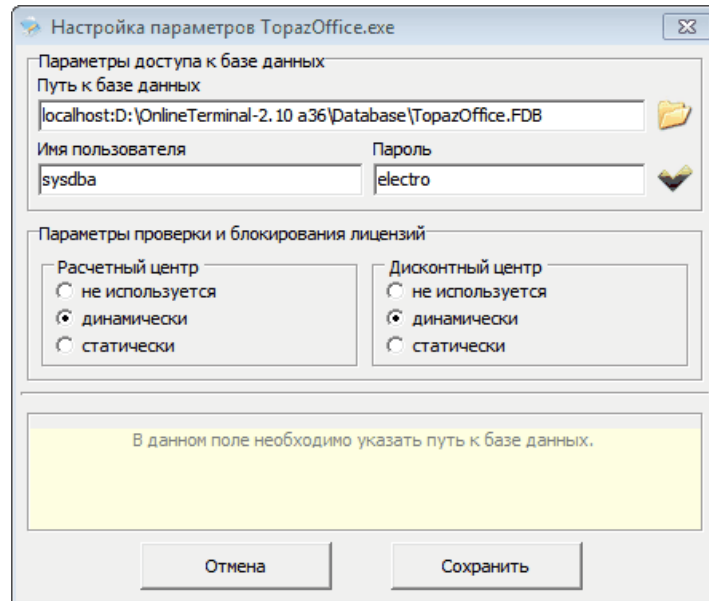 Настройка параметров TopazOffice.exe
Параметры доступа к базе данных
Путь к базе данных
localhost:D:\OnlineTerminal-2.10 a36\Database\TopazOffice.FDB
Имя пользователя Пароль
sysdba electro
Параметры проверки и блокирования лицензий
Расчетный центр Дисконтный центр
не используется не используется
динамически динамически
статически статически
В данном поле необходимо указать путь к базе данных.
Отмена Сохранить